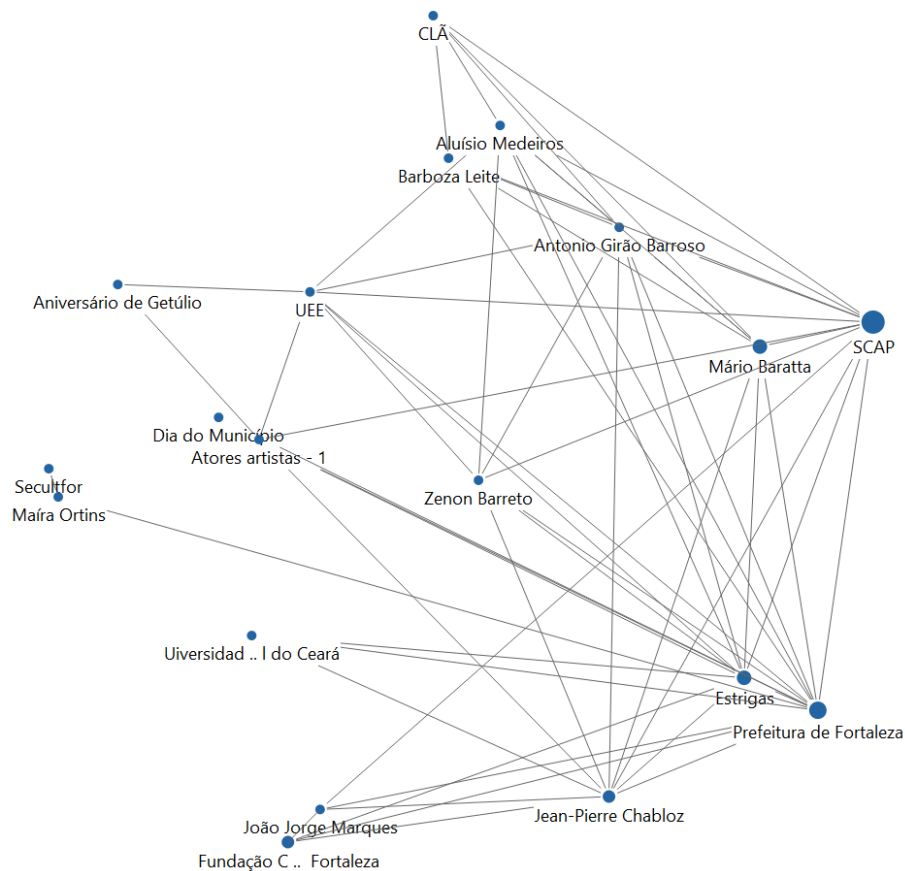 CLÃ
Aluísio Medeiros
Barboza Leite
Antonio Girão Barroso
Aniversário de Getúlio
UEE
SCAP
Mário Baratta
Dia do Município
Atores artistas - 1
Secultfor
Zenon Barreto
Maíra Ortins
Uiversidad .. l do Ceará
Estrigas
Prefeitura de Fortaleza
Jean-Pierre Chabloz
João Jorge Marques
Fundação C .. Fortaleza